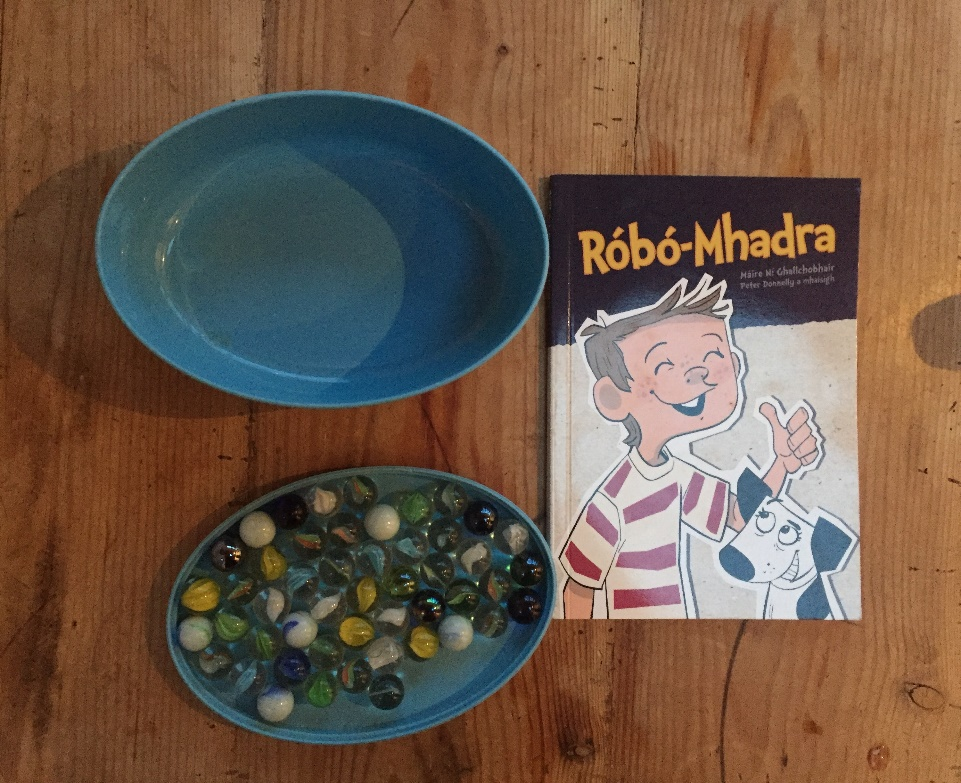 Róbó-Mhadra
Máire Ní Ghallchobhair
Peter Donnelly a mhaisigh